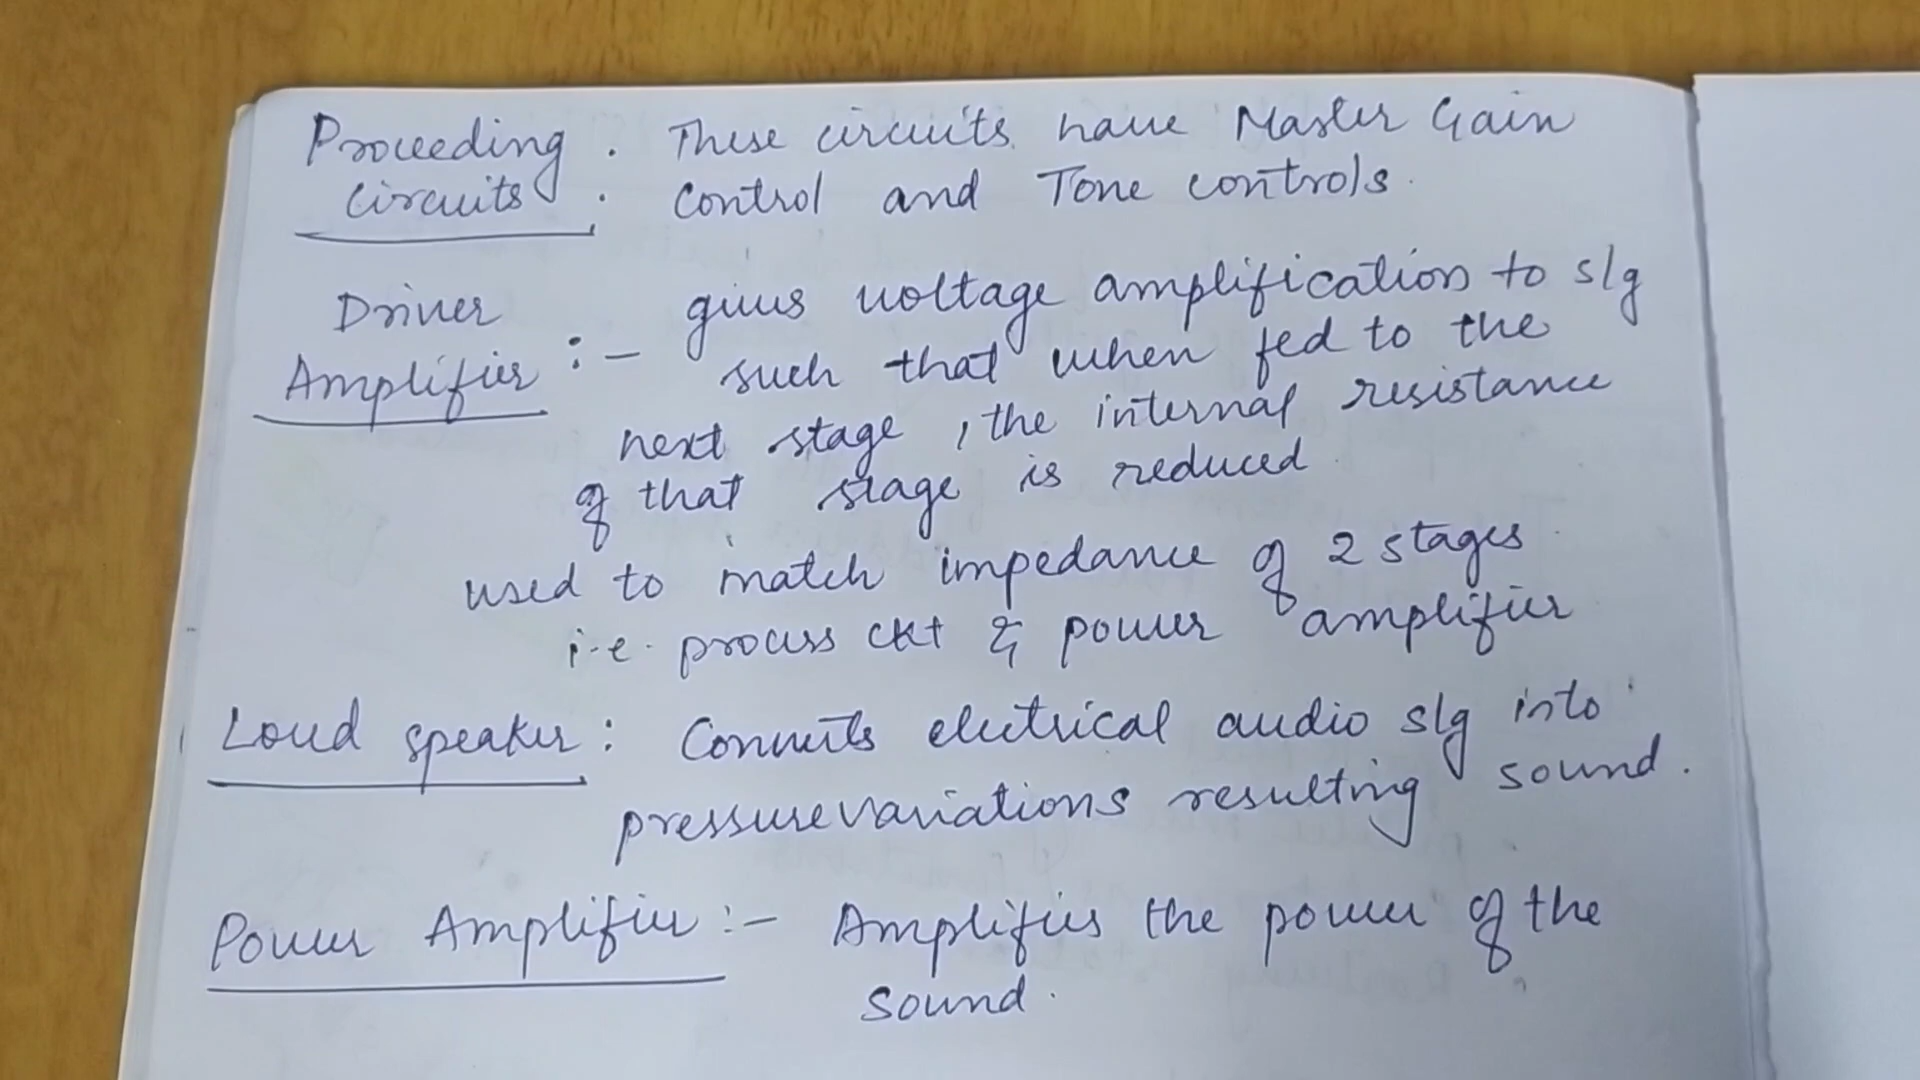 Proceeding : These circuits have Master Gain
Circuits : Control and Tone controls.
Driver Amplifier :- gives voltage amplification to slg
such that when fed to the
next stage, the internal resistance
of that stage is reduced
used to match impedance of 2 stages
i.e. process ckt & power amplifier
Loud speaker : Converts electrical audio slg into
pressure variations resulting sound.
Power Amplifier :- Amplifies the power of the
sound.